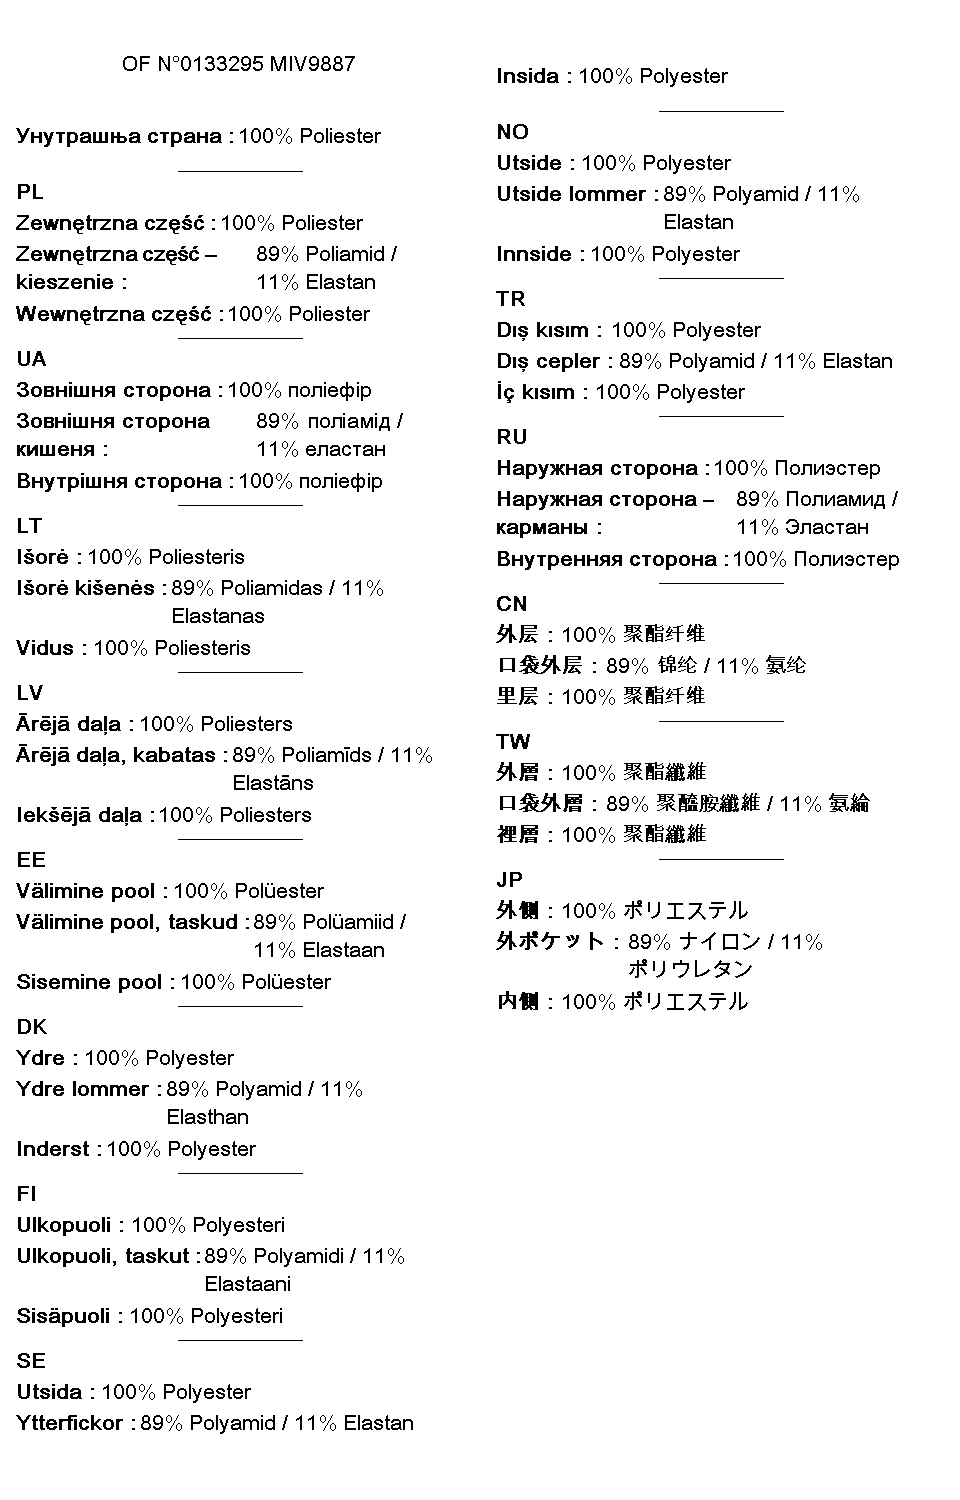 OF N°0133295 MIV9887
Унутрашња страна : 100% Poliester
PL
Zewnętrzna część : 100% Poliester
Zewnętrzna część – 89% Poliamid /
kieszenie : 11% Elastan
Wewnętrzna część : 100% Poliester
UA
Зовнішня сторона : 100% поліефір
Зовнішня сторона 89% поліамід /
кишеня : 11% еластан
Внутрішня сторона : 100% поліефір
LT
Išorė : 100% Poliesteris
Išorė kišenės : 89% Poliamidas / 11%
Elastanas
Vidus : 100% Poliesteris
LV
Ārējā daļa : 100% Poliesters
Ārējā daļa, kabatas : 89% Poliamīds / 11%
Elastāns
Iekšējā daļa : 100% Poliesters
EE
Välimine pool : 100% Polüester
Välimine pool, taskud : 89% Polüamiid /
11% Elastaan
Sisemine pool : 100% Polüester
DK
Ydre : 100% Polyester
Ydre lommer : 89% Polyamid / 11%
Elasthan
Inderst : 100% Polyester
FI
Ulkopuoli : 100% Polyesteri
Ulkopuoli, taskut : 89% Polyamidi / 11%
Elastaani
Sisäpuoli : 100% Polyesteri
SE
Utsida : 100% Polyester
Ytterfickor : 89% Polyamid / 11% Elastan
Insida : 100% Polyester
NO
Utside : 100% Polyester
Utside lommer : 89% Polyamid / 11%
Elastan
Innside : 100% Polyester
TR
Dış kısım : 100% Polyester
Dış cepler : 89% Polyamid / 11% Elastan
İç kısım : 100% Polyester
RU
Наружная сторона : 100% Полиэстер
Наружная сторона – 89% Полиамид /
карманы : 11% Эластан
Внутренняя сторона : 100% Полиэстер
CN
外层 : 100% 聚酯纤维
口袋外层 : 89% 锦纶 / 11% 氨纶
里层 : 100% 聚酯纤维
TW
外層 : 100% 聚酯纖維
口袋外層 : 89% 聚醯胺纖維 / 11% 氨綸
裡層 : 100% 聚酯纖維
JP
外側 : 100% ポリエステル
外ポケット : 89% ナイロン / 11%
ポリウレタン
内側 : 100% ポリエステル